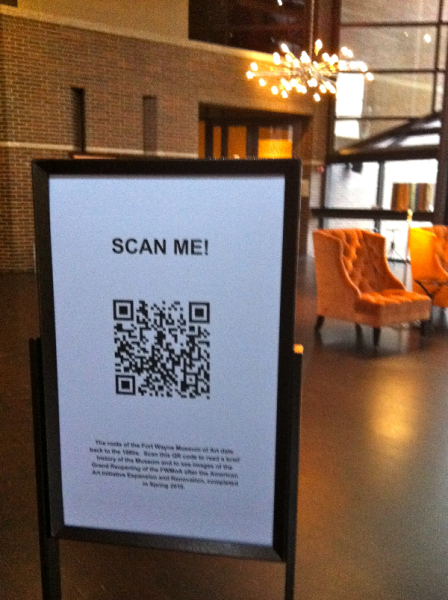 SCAN ME!
The roots of the Fort Wayne Museum of Art date
back to the 1880s. Scan this QR code to read a brief
history of the Museum and to see images of the
Grand Reopening of the FWMoA after the American
Art Initiative Expansion and Renovation, completed
in Spring 2010.